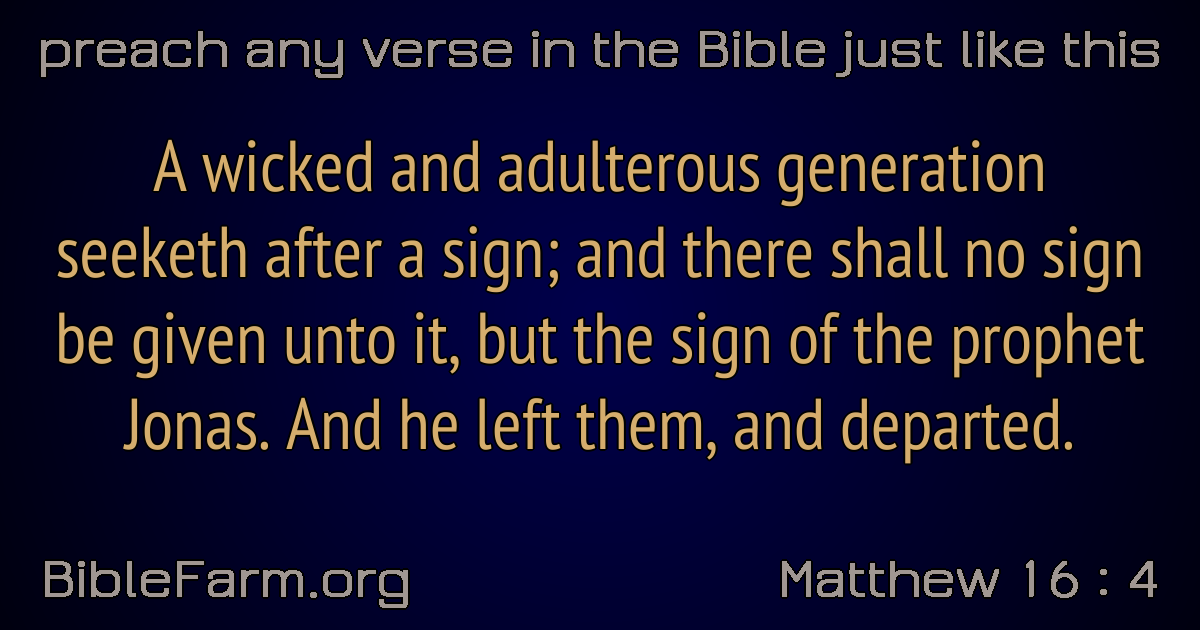 preach any verse in the Bible just like this
A wicked and adulterous generation
seeketh after a sign; and there shall no sign
be given unto it, but the sign of the prophet
Jonas. And he left them, and departed.
BibleFarm.org
Matthew 16 : 4